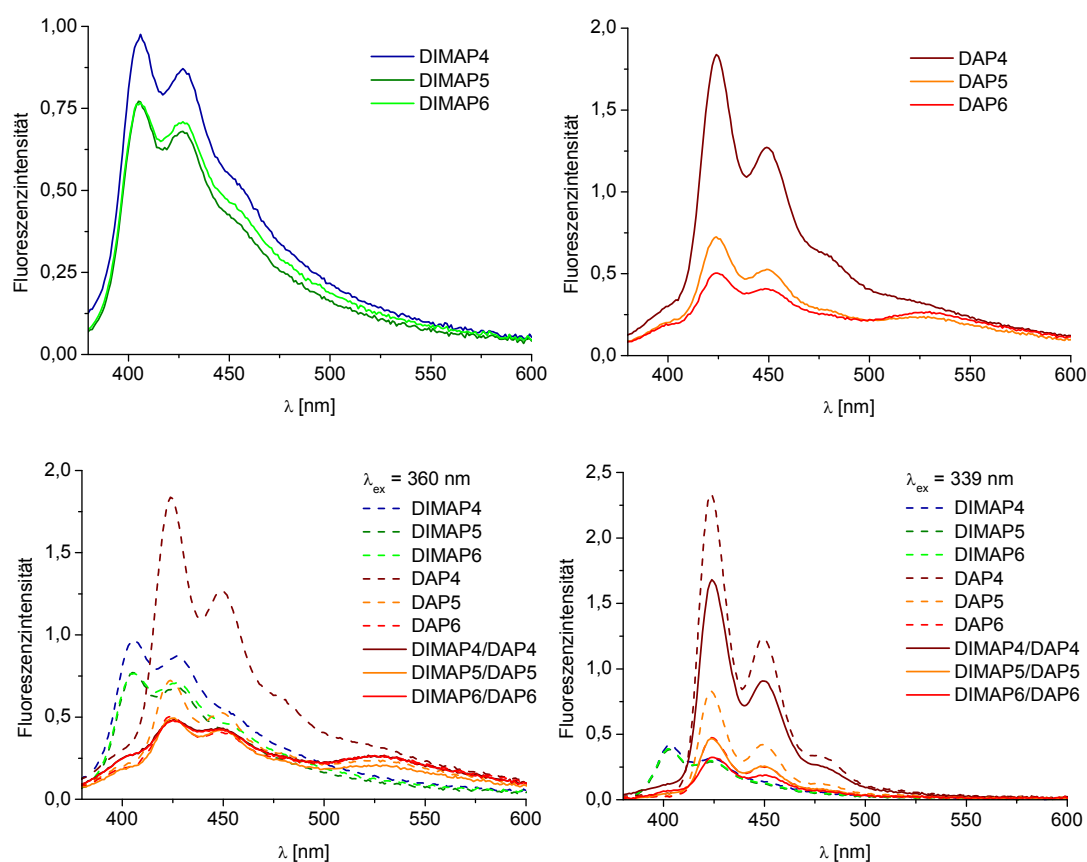 1,00
0,75
0,50
0,25
0,00
Fluoreszenzintensität
DIMAP4
DIMAP5
DIMAP6
400 450 500 550 600
λ [nm]
2,0
1,5
1,0
0,5
0,0
Fluoreszenzintensität
DAP4
DAP5
DAP6
400 450 500 550 600
λ [nm]
2,0
1,5
1,0
0,5
0,0
Fluoreszenzintensität
λex = 360 nm
DIMAP4
DIMAP5
DIMAP6
DAP4
DAP5
DAP6
DIMAP4/DAP4
DIMAP5/DAP5
DIMAP6/DAP6
400 450 500 550 600
λ [nm]
2,5
2,0
1,5
1,0
0,5
0,0
Fluoreszenzintensität
λex = 339 nm
DIMAP4
DIMAP5
DIMAP6
DAP4
DAP5
DAP6
DIMAP4/DAP4
DIMAP5/DAP5
DIMAP6/DAP6
400 450 500 550 600
λ [nm]